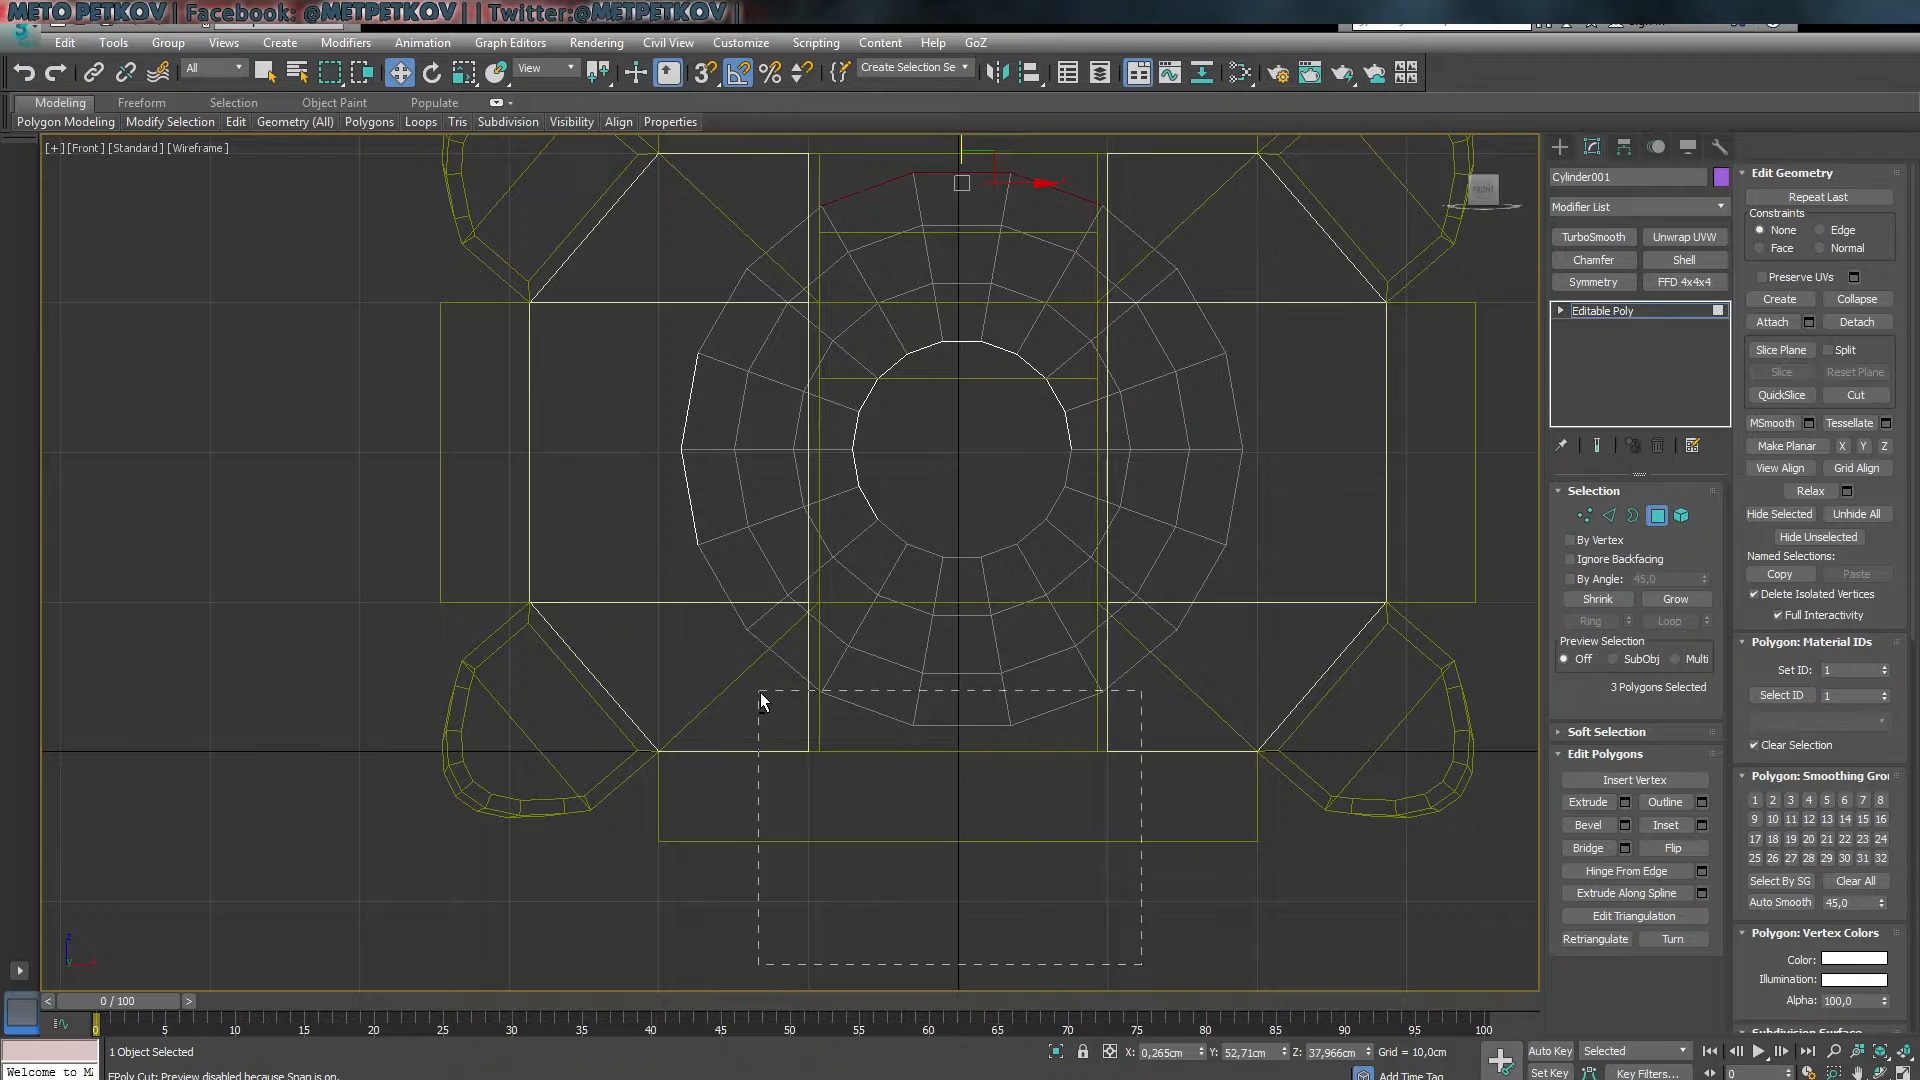 METO PETKOV | Facebook: @METPETKOV | | Twitter:@METPETKOV |
Edit Tools Group Views Create Modifiers Animation Graph Editors Rendering Civil View Customize Scripting Content Help GoZ
All View Create Selection Se
Modeling Freeform Selection Object Paint Populate
Polygon Modeling Modify Selection Edit Geometry (All) Polygons Loops Tris Subdivision Visibility Align Properties
[+] [Front ] [Standard ] [Wireframe ]
FRONT
Cylinder001
Modifier List
TurboSmooth Unwrap UVW
Chamfer Shell
Symmetry FFD 4x4x4
Editable Poly
Selection
By Vertex
Ignore Backfacing
By Angle: 45,0
Shrink Grow
Ring Loop
Preview Selection
Off SubObj Multi
3 Polygons Selected
Soft Selection
Edit Polygons
Insert Vertex
Extrude Outline
Bevel Inset
Bridge Flip
Hinge From Edge
Extrude Along Spline
Edit Triangulation
Retriangulate Turn
Edit Geometry
Repeat Last
Constraints
None Edge
Face Normal
Preserve UVs
Create Collapse
Attach Detach
Slice Plane Split
Slice Reset Plane
QuickSlice Cut
MSmooth Tessellate
Make Planar X Y Z
View Align Grid Align
Relax
Hide Selected Unhide All
Hide Unselected
Named Selections:
Copy Paste
Delete Isolated Vertices
Full Interactivity
Polygon: Material IDs
Set ID: 1
Select ID 1
Clear Selection
Polygon: Smoothing Grou
1 2 3 4 5 6 7 8
9 10 11 12 13 14 15 16
17 18 19 20 21 22 23 24
25 26 27 28 29 30 31 32
Select By SG Clear All
Auto Smooth 45,0
Polygon: Vertex Colors
Color:
Illumination:
Alpha: 100,0
Subdivision Surface
z
< 0 / 100 >
0 5 10 15 20 25 30 35 40 45 50 55 60 65 70 75 80 85 90 95 100
1 Object Selected X: 0,265cm Y: 52,71cm Z: 37,966cm Grid = 10,0cm Auto Key Selected
Welcome to M EPoly Cut: Preview disabled because Snap is on. Add Time Tag Set Key Key Filters... 0